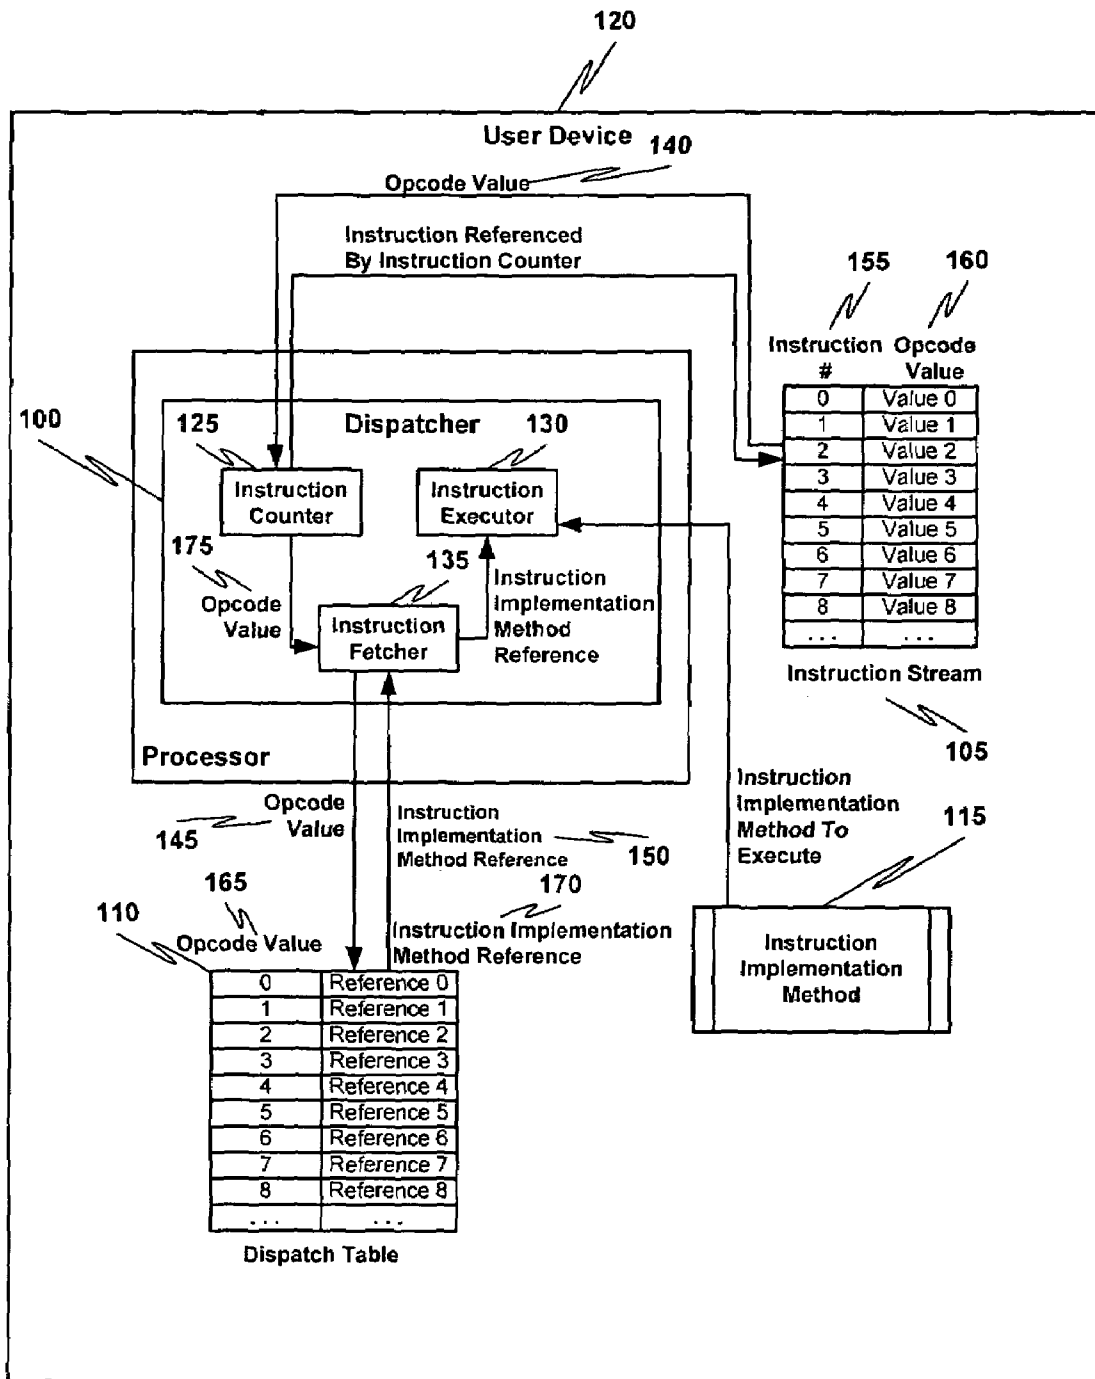 120
User Device
140
Opcode Value
Instruction Referenced
By Instruction Counter
155
160
Instruction
#
Opcode
Value
0 Value 0
1 Value 1
2 Value 2
3 Value 3
4 Value 4
5 Value 5
6 Value 6
7 Value 7
8 Value 8
... ...
Instruction Stream
105
100
125
Dispatcher
130
Instruction
Counter
Instruction
Executor
175
Opcode
Value
135
Instruction
Fetcher
Instruction
Implementation
Method
Reference
Processor
145
Opcode
Value
Instruction
Implementation
Method Reference
150
Instruction
Implementation
Method To
Execute
115
Instruction
Implementation
Method
110
165
Opcode Value
170
Instruction Implementation
Method Reference
0 Reference 0
1 Reference 1
2 Reference 2
3 Reference 3
4 Reference 4
5 Reference 5
6 Reference 6
7 Reference 7
8 Reference 8
... ...
Dispatch Table